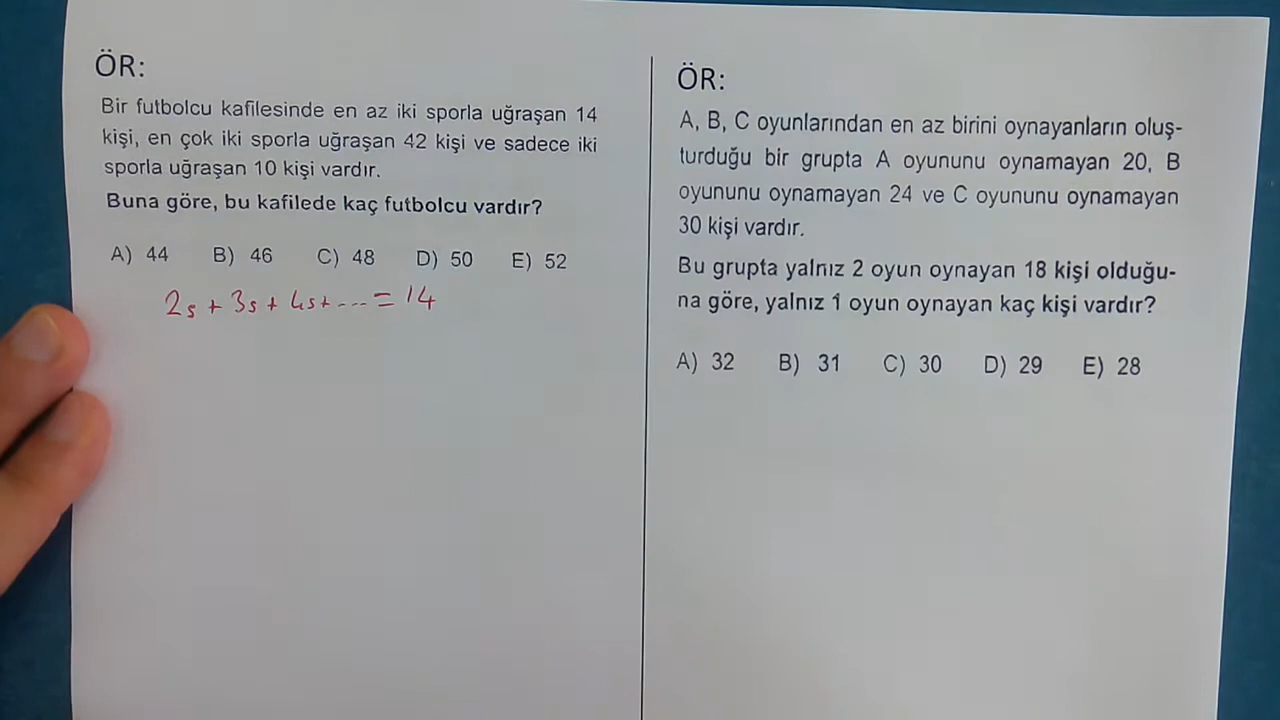 ÖR:
Bir futbolcu kafilesinde en az iki sporla uğraşan 14
kişi, en çok iki sporla uğraşan 42 kişi ve sadece iki
sporla uğraşan 10 kişi vardır.
Buna göre, bu kafilede kaç futbolcu vardır?
A) 44 B) 46 C) 48 D) 50 E) 52
2s + 3s + 4s + ... = 14
ÖR:
A, B, C oyunlarından en az birini oynayanların oluş-
turduğu bir grupta A oyununu oynamayan 20, B
oyununu oynamayan 24 ve C oyununu oynamayan
30 kişi vardır.
Bu grupta yalnız 2 oyun oynayan 18 kişi olduğu-
na göre, yalnız 1 oyun oynayan kaç kişi vardır?
A) 32 B) 31 C) 30 D) 29 E) 28